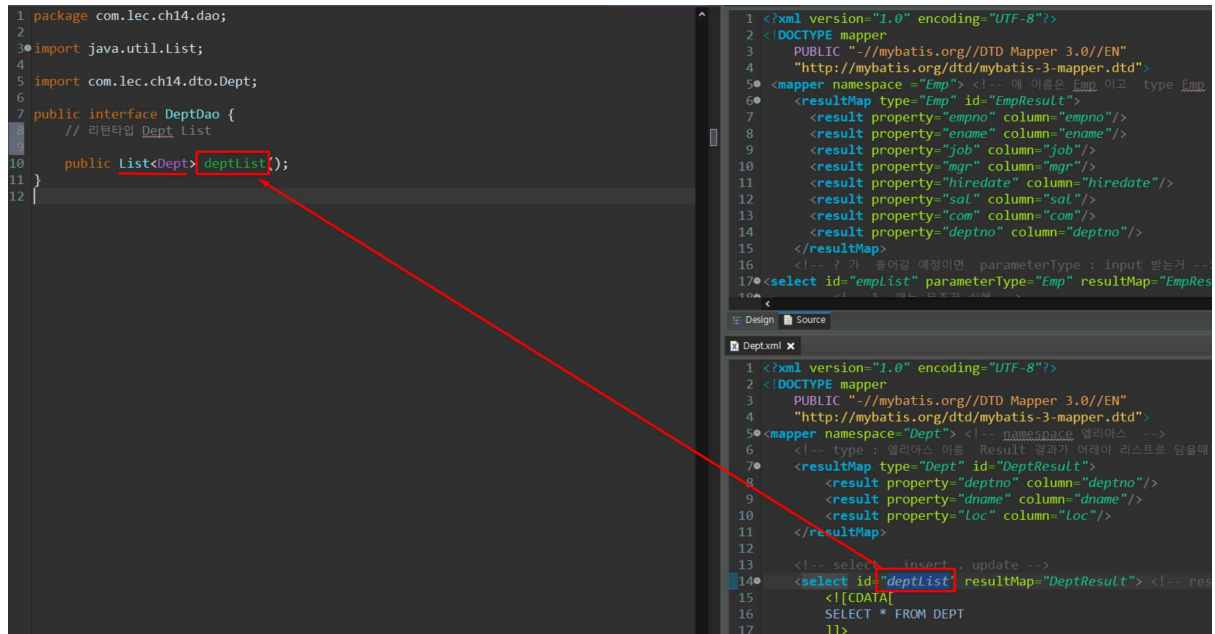 1 package com.lec.ch14.dao;
2
3 import java.util.List;
4
5 import com.lec.ch14.dto.Dept;
6
7 public interface DeptDao {
8 // 리턴타입 Dept List
9
10 public List<Dept> deptList();
11 }
12
1 <?xml version="1.0" encoding="UTF-8"?>
2 <!DOCTYPE mapper
3 PUBLIC "-//mybatis.org//DTD Mapper 3.0//EN"
4 "http://mybatis.org/dtd/mybatis-3-mapper.dtd">
5 <mapper namespace ="Emp"> <!-- 에 이름은 Emp 이고 type Emp
6 <resultMap type="Emp" id="EmpResult">
7 <result property="empno" column="empno"/>
8 <result property="ename" column="ename"/>
9 <result property="job" column="job"/>
10 <result property="mgr" column="mgr"/>
11 <result property="hiredate" column="hiredate"/>
12 <result property="sal" column="sal"/>
13 <result property="com" column="com"/>
14 <result property="deptno" column="deptno"/>
15 </resultMap>
16 <!-- ? 가 들어갈 예정이면 parameterType : input 받는거 --
17 <select id="empList" parameterType="Emp" resultMap="EmpRes
Design Source
Dept.xml
1 <?xml version="1.0" encoding="UTF-8"?>
2 <!DOCTYPE mapper
3 PUBLIC "-//mybatis.org//DTD Mapper 3.0//EN"
4 "http://mybatis.org/dtd/mybatis-3-mapper.dtd">
5 <mapper namespace="Dept"> <!-- namespace 엘리아스 -->
6 <!-- type : 엘리아스 이름 Result 결과가 어레이 리스트로 담을때
7 <resultMap type="Dept" id="DeptResult">
8 <result property="deptno" column="deptno"/>
9 <result property="dname" column="dname"/>
10 <result property="loc" column="loc"/>
11 </resultMap>
12
13 <!-- select . insert . update -->
14 <select id="deptList" resultMap="DeptResult"> <!-- res
15 <![CDATA[
16 SELECT * FROM DEPT
17 ]]>